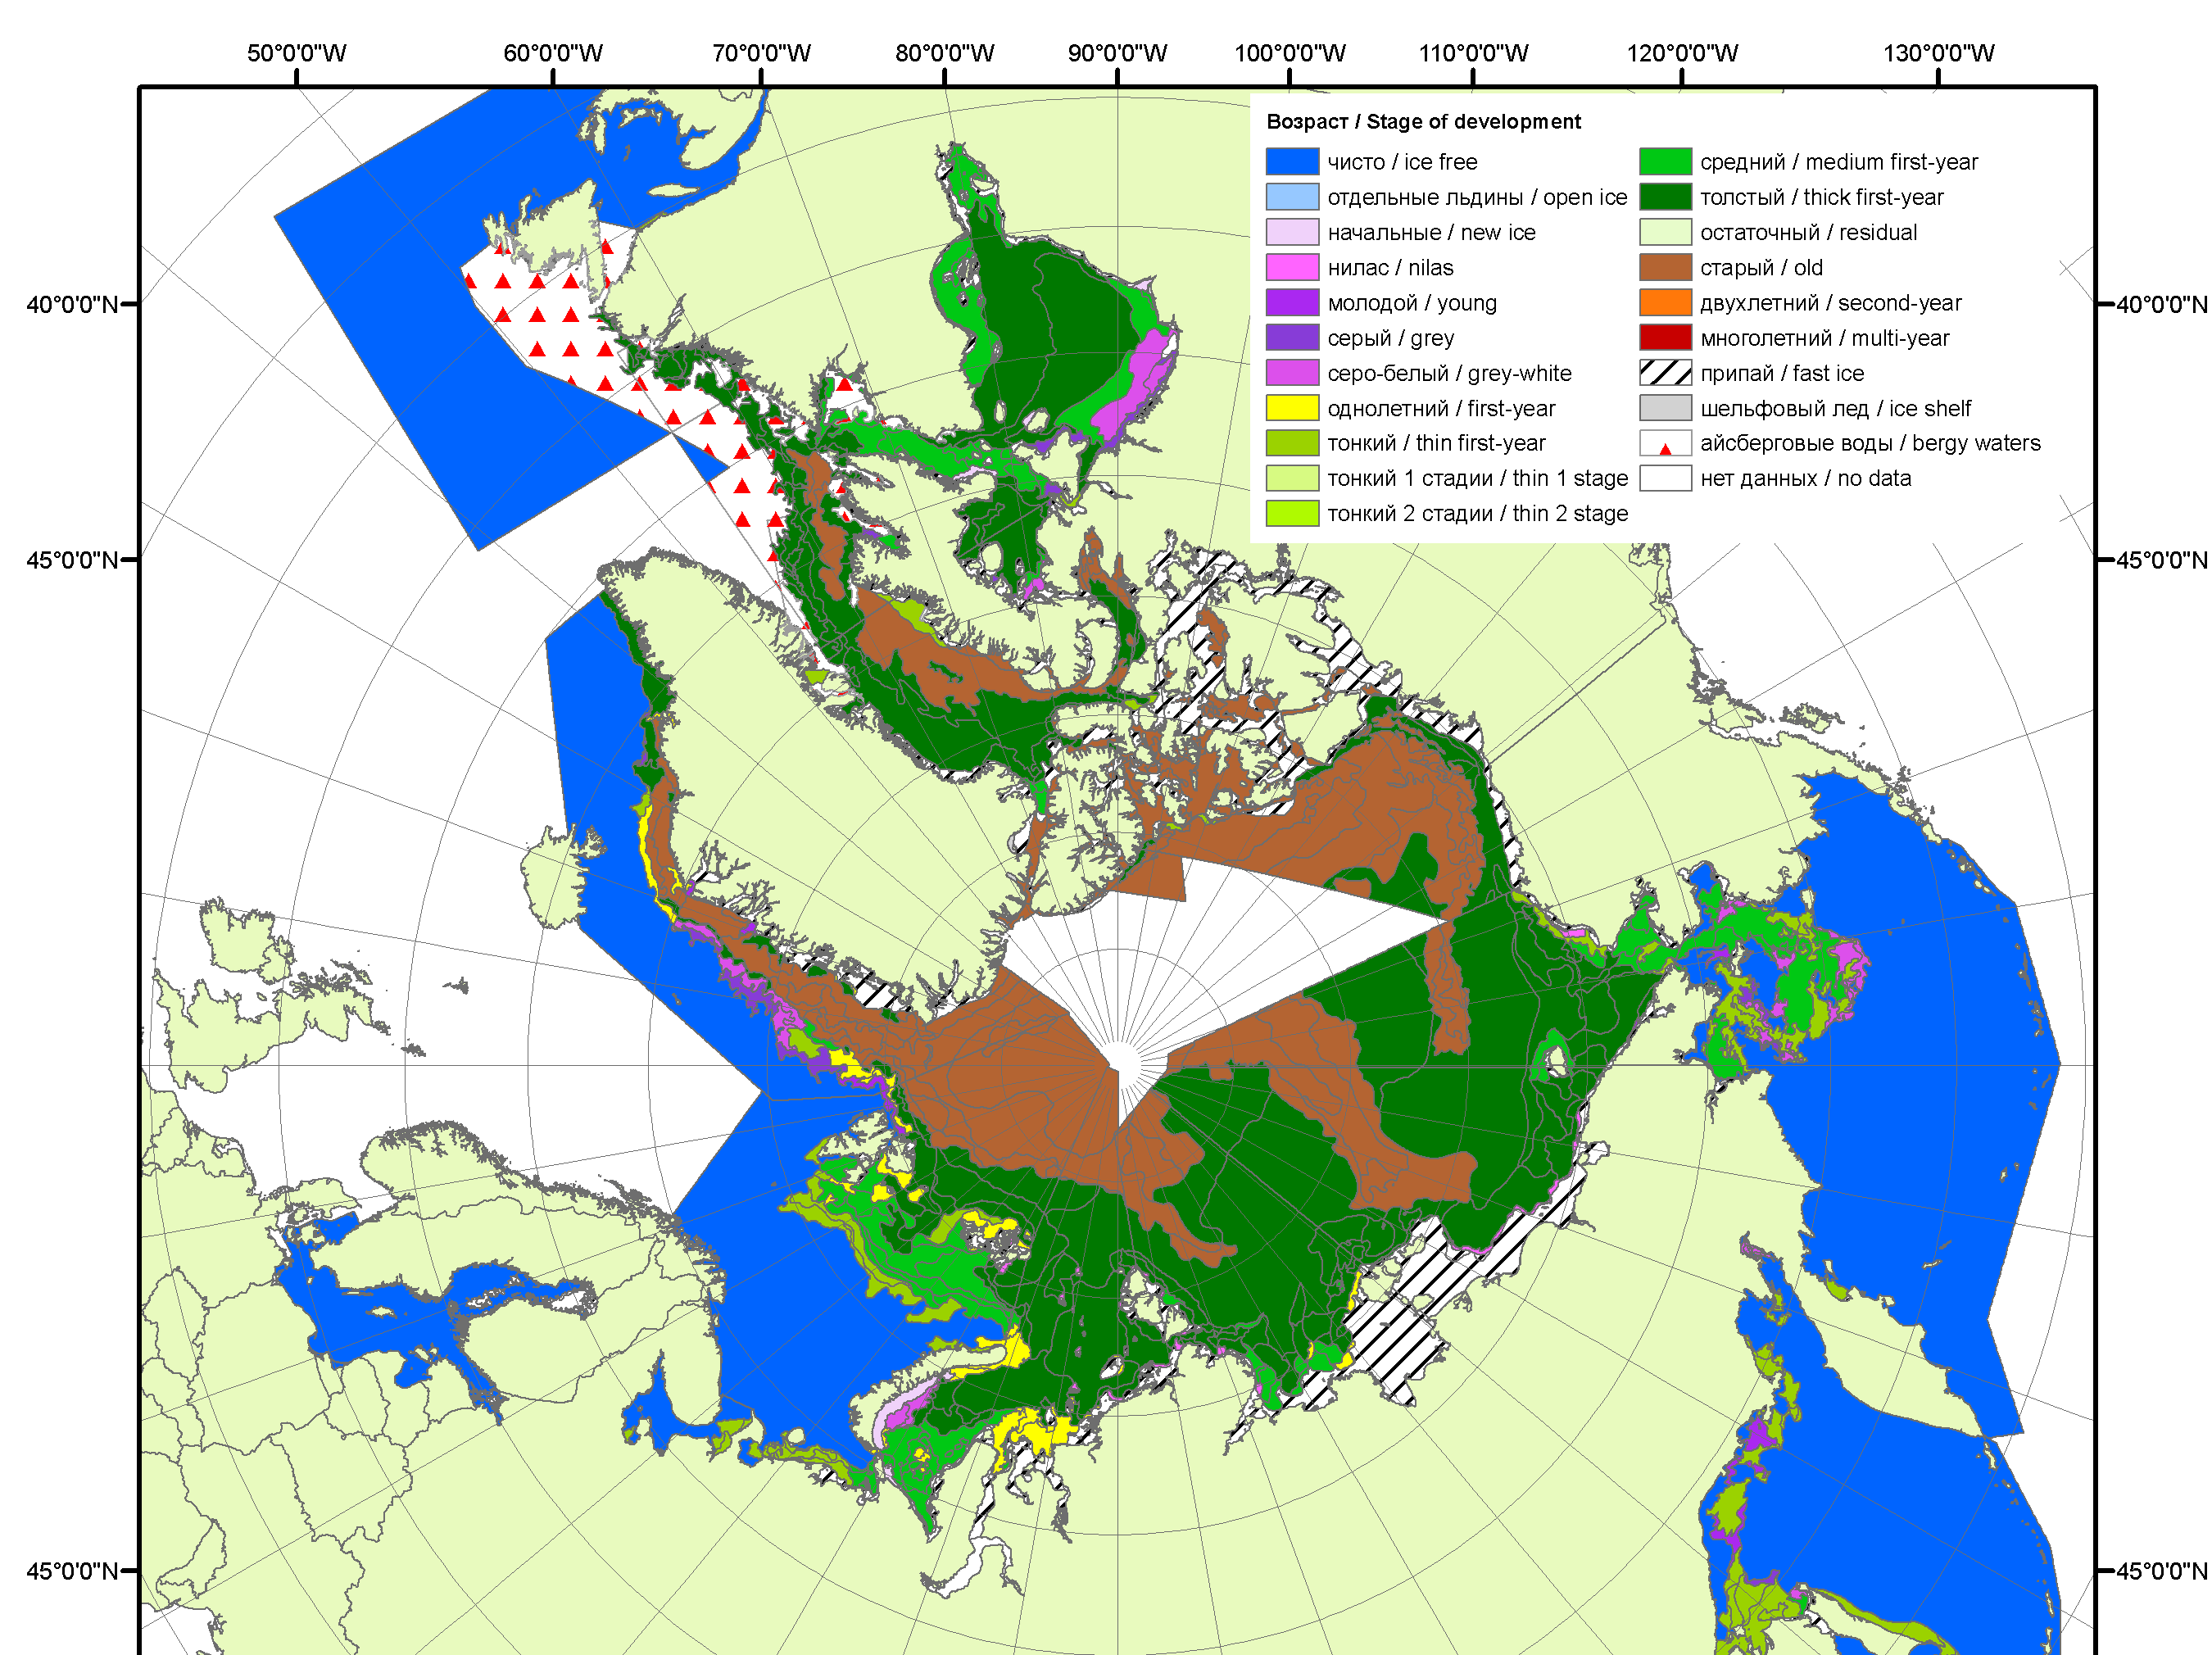 50°0'0"W 60°0'0"W 70°0'0"W 80°0'0"W 90°0'0"W 100°0'0"W 110°0'0"W 120°0'0"W 130°0'0"W
Возраст / Stage of development
чисто / ice free
отдельные льдины / open ice
начальные / new ice
нилас / nilas
молодой / young
серый / grey
серо-белый / grey-white
однолетний / first-year
тонкий / thin first-year
тонкий 1 стадии / thin 1 stage
тонкий 2 стадии / thin 2 stage
средний / medium first-year
толстый / thick first-year
остаточный / residual
старый / old
двухлетний / second-year
многолетний / multi-year
припай / fast ice
шельфовый лед / ice shelf
айсберговые воды / bergy waters
нет данных / no data
40°0'0"N 40°0'0"N
45°0'0"N 45°0'0"N
45°0'0"N 45°0'0"N